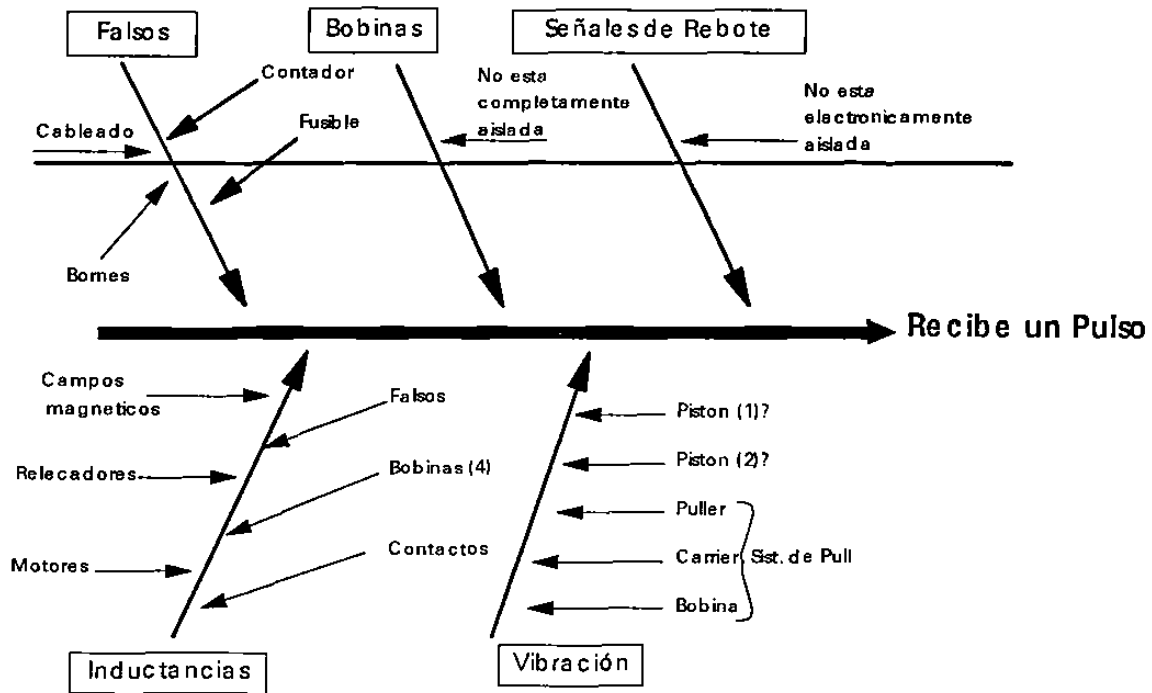 Falsos
Bobinas
Señales de Rebote
Contador
Cableado
Fusible
Bornes
No esta
completamente
aislada
No esta
electronicamente
aislada
Recibe un Pulso
Campos
magneticos
Falsos
Relecadores
Bobinas (4)
Motores
Contactos
Piston (1)?
Piston (2)?
Puller
Carrier
Sist. de Pull
Bobina
Inductancias
Vibración